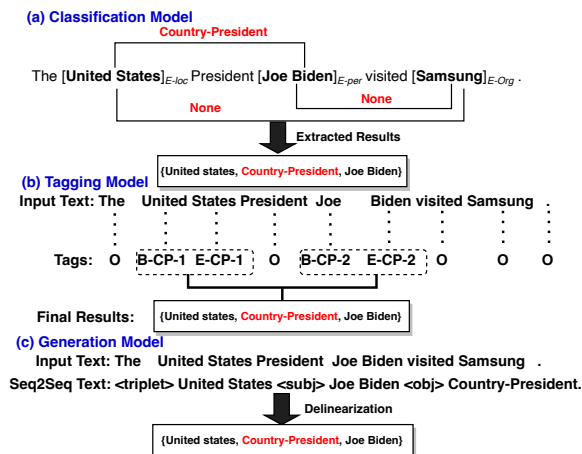 (a) Classification Model
Country-President
The [United States]E-loc President [Joe Biden]E-per visited [Samsung]E-Org .
None
None
Extracted Results
{United states, Country-President, Joe Biden}
(b) Tagging Model
Input Text: The United States President Joe Biden visited Samsung .
Tags: O B-CP-1 E-CP-1 O B-CP-2 E-CP-2 O O O
Final Results: {United states, Country-President, Joe Biden}
(c) Generation Model
Input Text: The United States President Joe Biden visited Samsung .
Seq2Seq Text: <triplet> United States <subj> Joe Biden <obj> Country-President.
Delinearization
{United states, Country-President, Joe Biden}